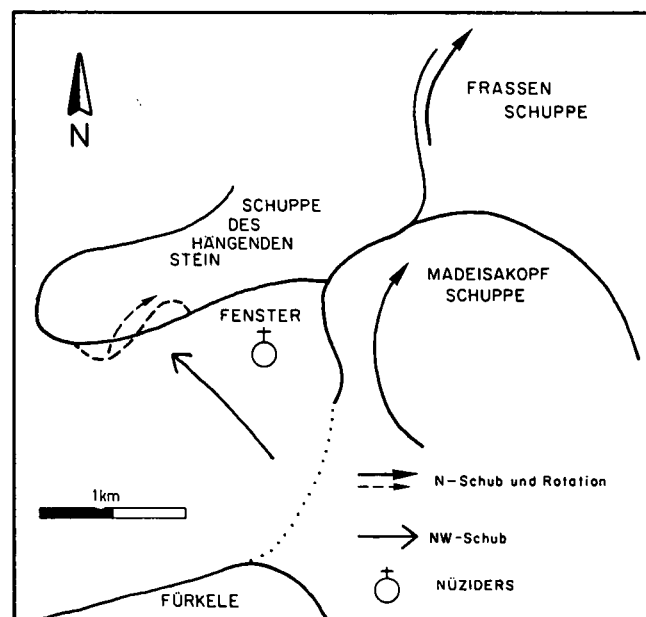 N
FRASSEN
SCHUPPE
SCHUPPE
DES
HÄNGENDEN
STEIN
MADEISAKOPF
SCHUPPE
FENSTER
1km
N-Schub und Rotation
NW-Schub
NÜZIDERS
FÜRKELE